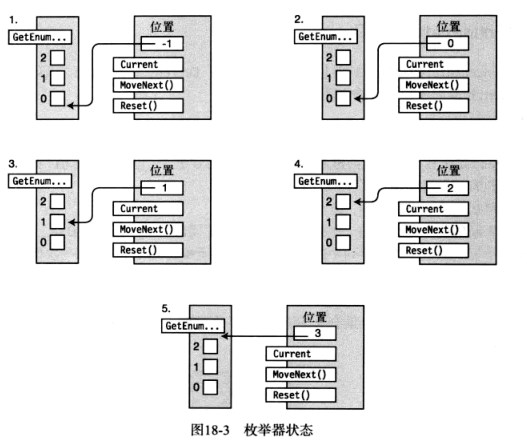 1.
位置
GetEnum...
-1
2
Current
1
MoveNext()
0
Reset()
2.
位置
GetEnum...
0
2
Current
1
MoveNext()
0
Reset()
3.
位置
GetEnum...
1
2
Current
1
MoveNext()
0
Reset()
4.
位置
GetEnum...
2
2
Current
1
MoveNext()
0
Reset()
5.
位置
GetEnum...
3
2
Current
1
MoveNext()
0
Reset()
图18-3 枚举器状态